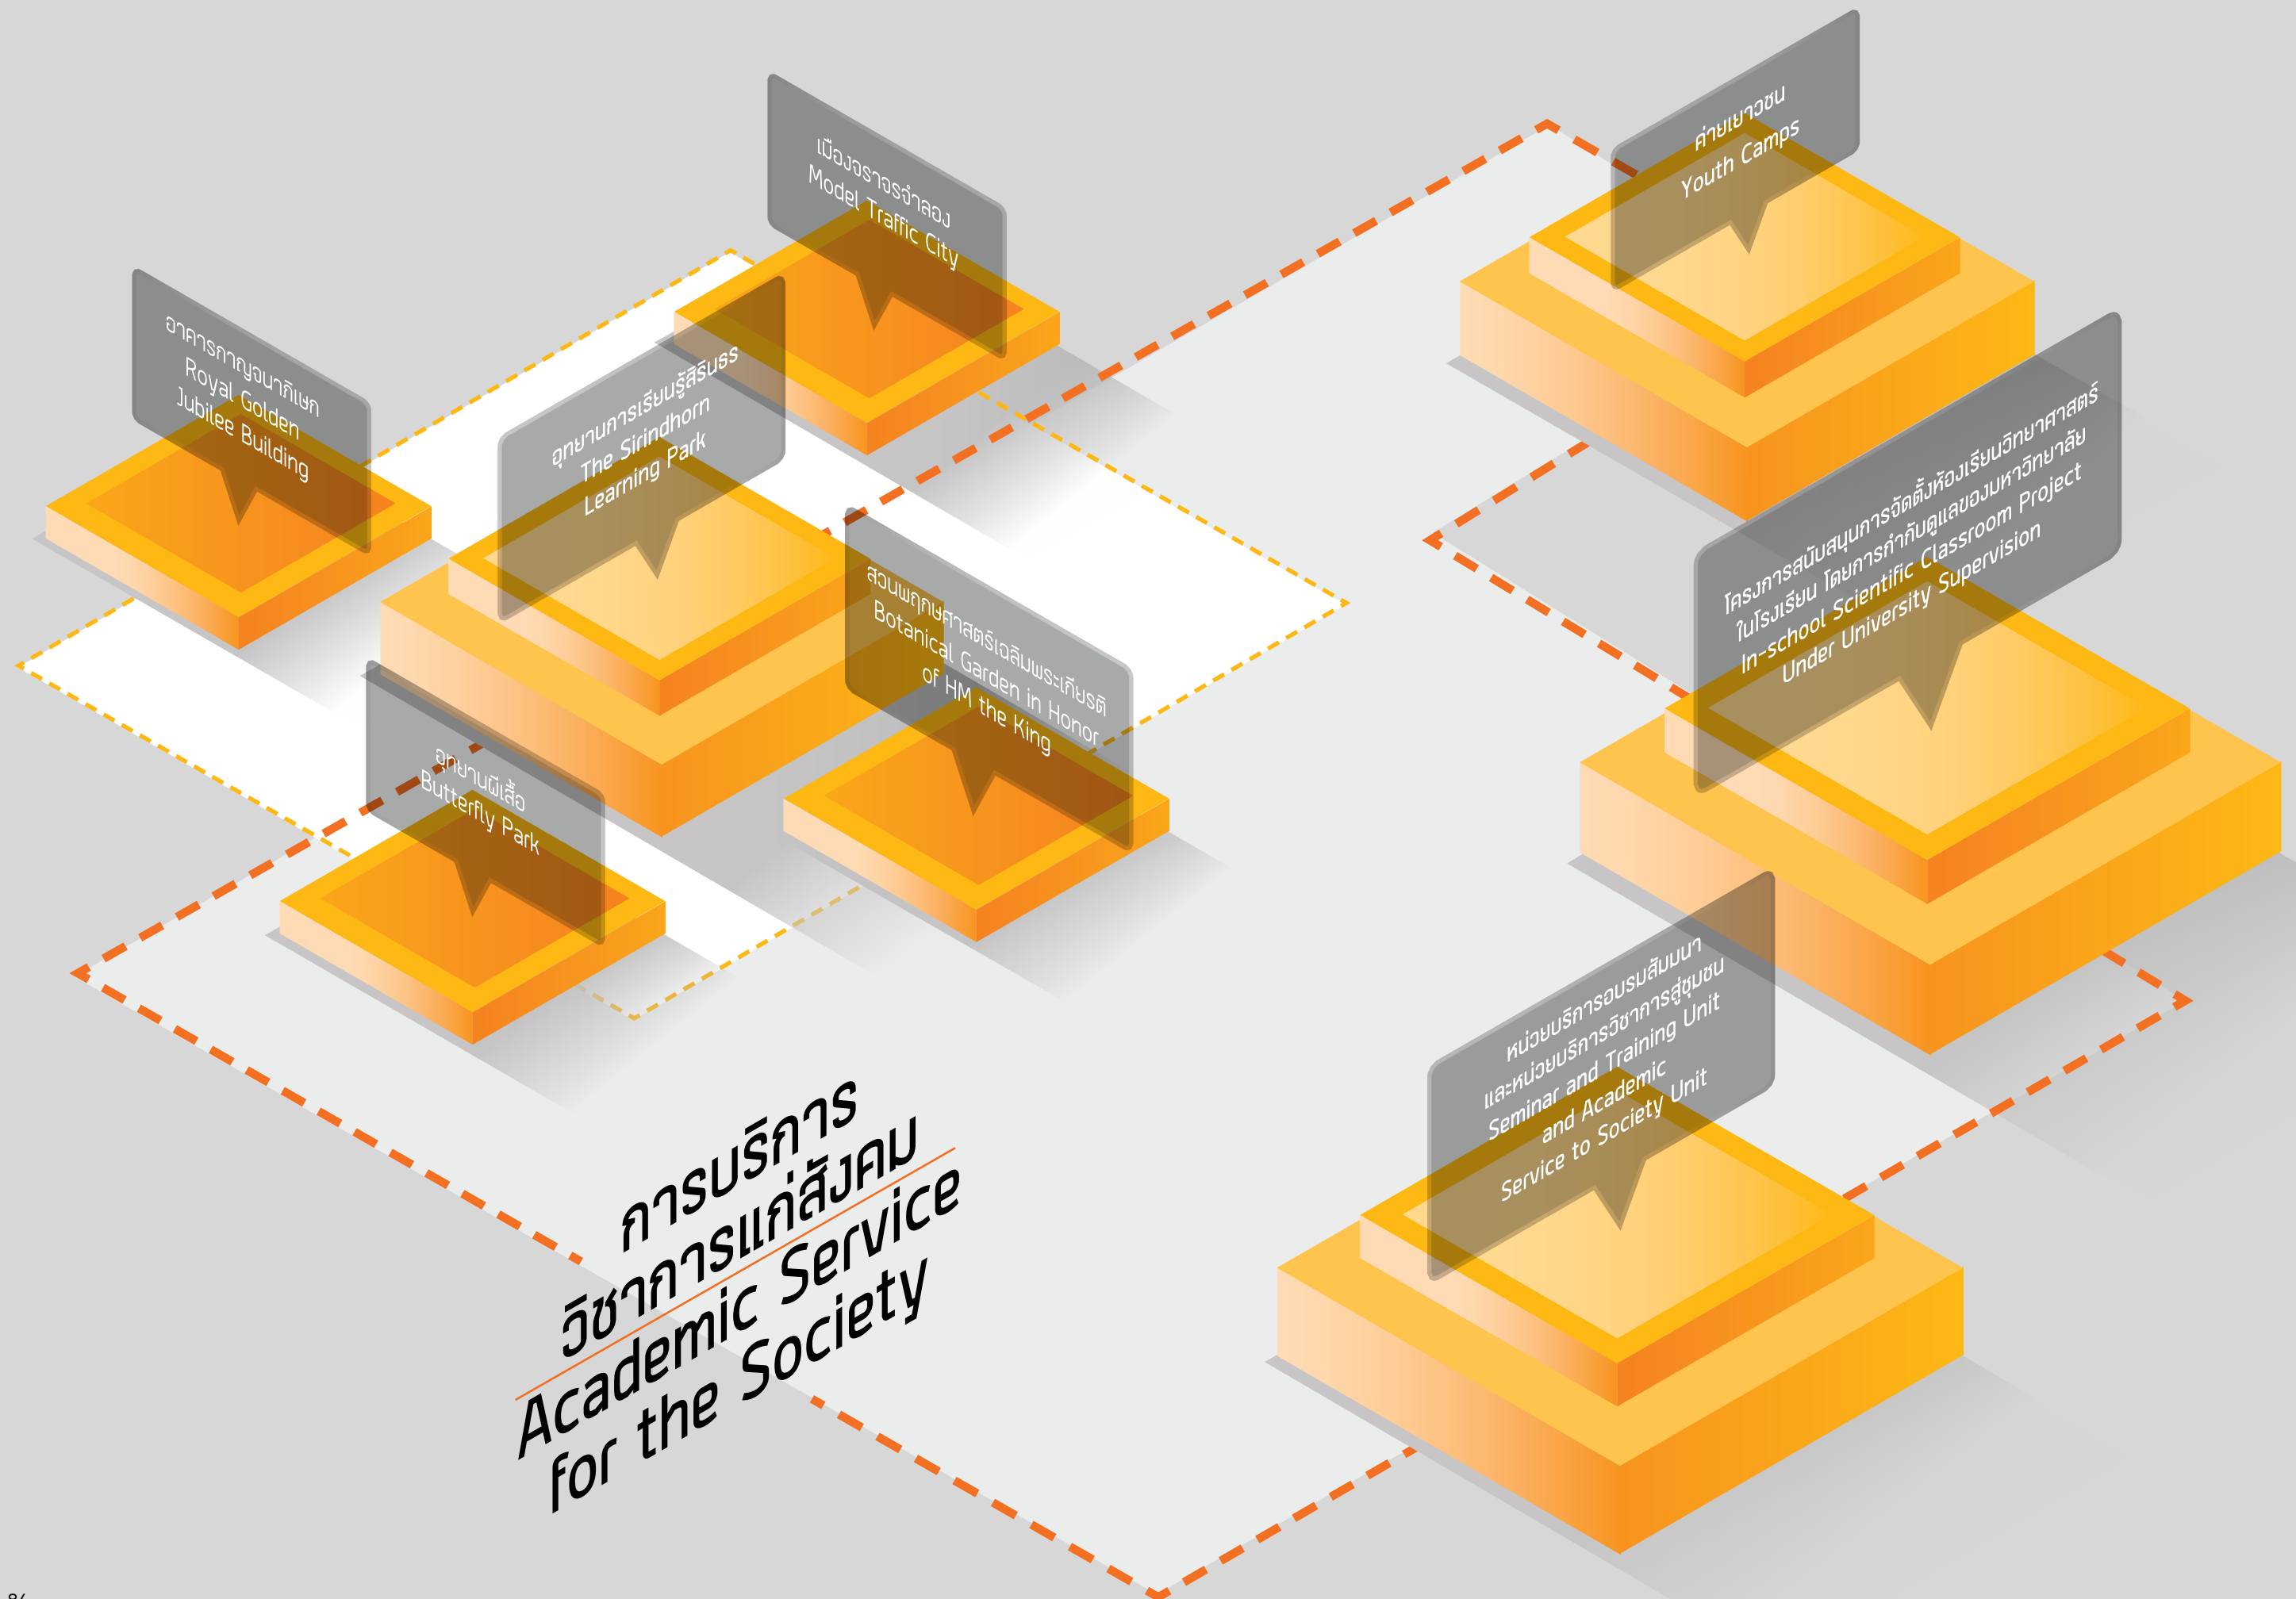 ค่ายเยาวชน
Youth Camps
เมืองจราจรจำลอง
Model Traffic City
อาคารกาญจนาภิเษก
Royal Golden
Jubilee Building
อุทยานการเรียนรู้สิรินธร
The Sirindhorn
Learning Park
โครงการสนับสนุนการจัดตั้งห้องเรียนวิทยาศาสตร์
ในโรงเรียน โดยการกำกับดูแลของมหาวิทยาลัย
In-school Scientific Classroom Project
Under University Supervision
สวนพฤกษศาสตร์เฉลิมพระเกียรติ
Botanical Garden in Honor
of HM the King
อุทยานผีเสื้อ
Butterfly Park
หน่วยบริการอบรมสัมมนา
และหน่วยบริการวิชาการสู่ชุมชน
Seminar and Training Unit
and Academic
Service to Society Unit
การบริการ
วิชาการแก่สังคม
Academic Service
for the Society